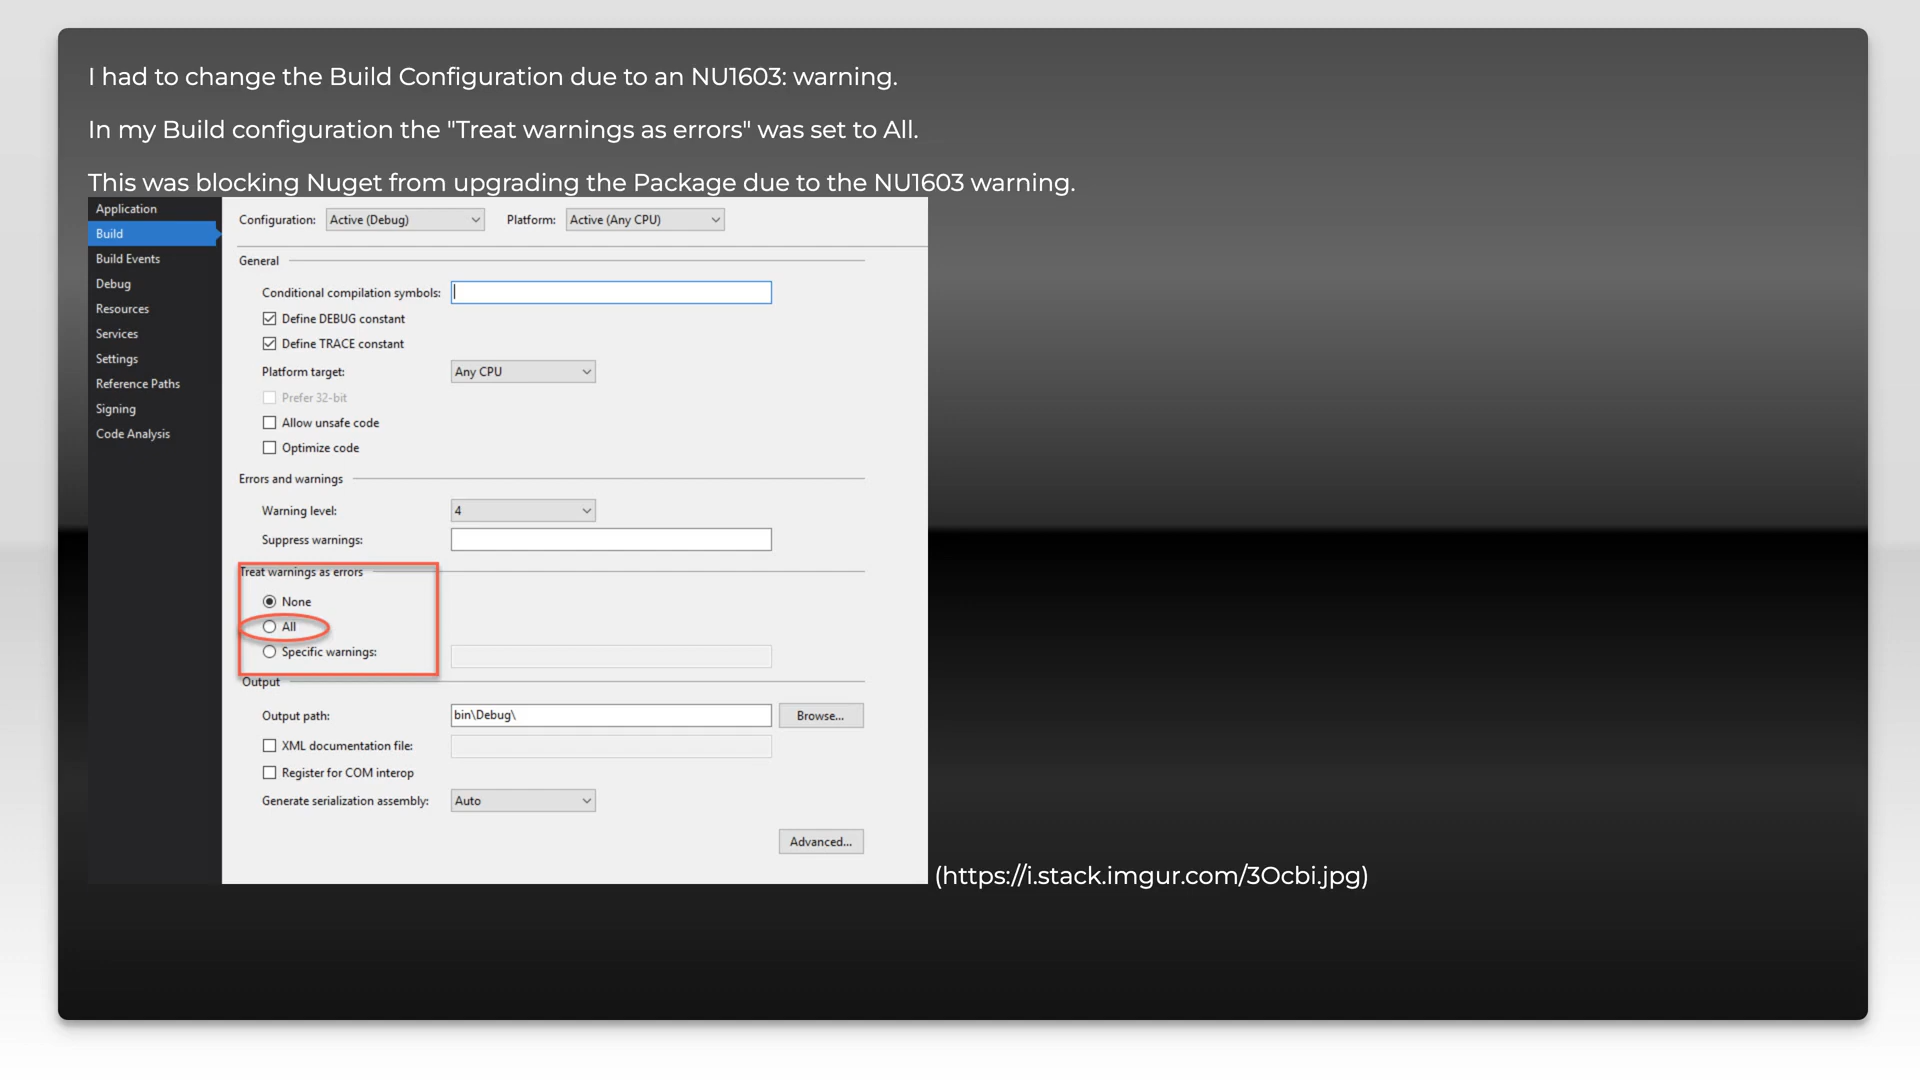 I had to change the Build Configuration due to an NU1603: warning.
In my Build configuration the "Treat warnings as errors" was set to All.
This was blocking Nuget from upgrading the Package due to the NU1603 warning.
Application
Build
Build Events
Debug
Resources
Services
Settings
Reference Paths
Signing
Code Analysis
Configuration: Active (Debug) Platform: Active (Any CPU)
General
Conditional compilation symbols:
Define DEBUG constant
Define TRACE constant
Platform target: Any CPU
Prefer 32-bit
Allow unsafe code
Optimize code
Errors and warnings
Warning level: 4
Suppress warnings:
Treat warnings as errors
None
All
Specific warnings:
Output
Output path: bin\Debug\ Browse...
XML documentation file:
Register for COM interop
Generate serialization assembly: Auto
Advanced...
(https://i.stack.imgur.com/3Ocbi.jpg)